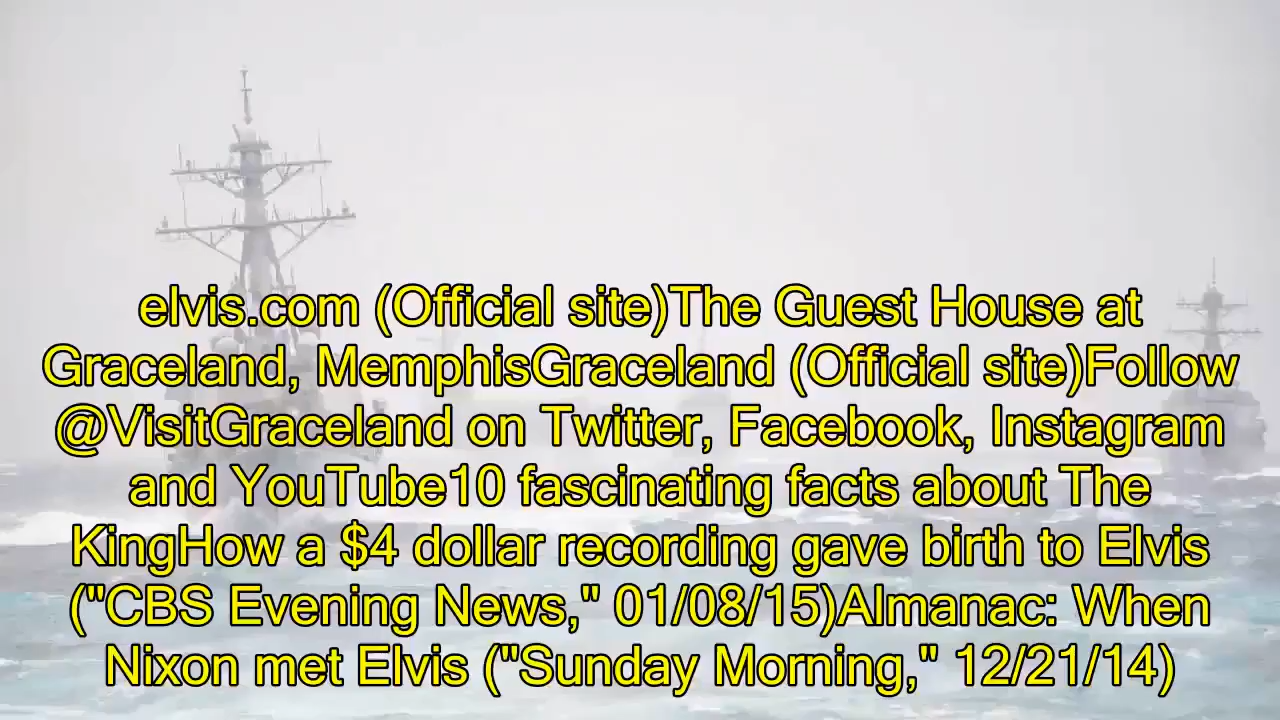 elvis.com (Official site)The Guest House at
Graceland, MemphisGraceland (Official site)Follow
@VisitGraceland on Twitter, Facebook, Instagram
and YouTube10 fascinating facts about The
KingHow a $4 dollar recording gave birth to Elvis
("CBS Evening News," 01/08/15)Almanac: When
Nixon met Elvis ("Sunday Morning," 12/21/14)